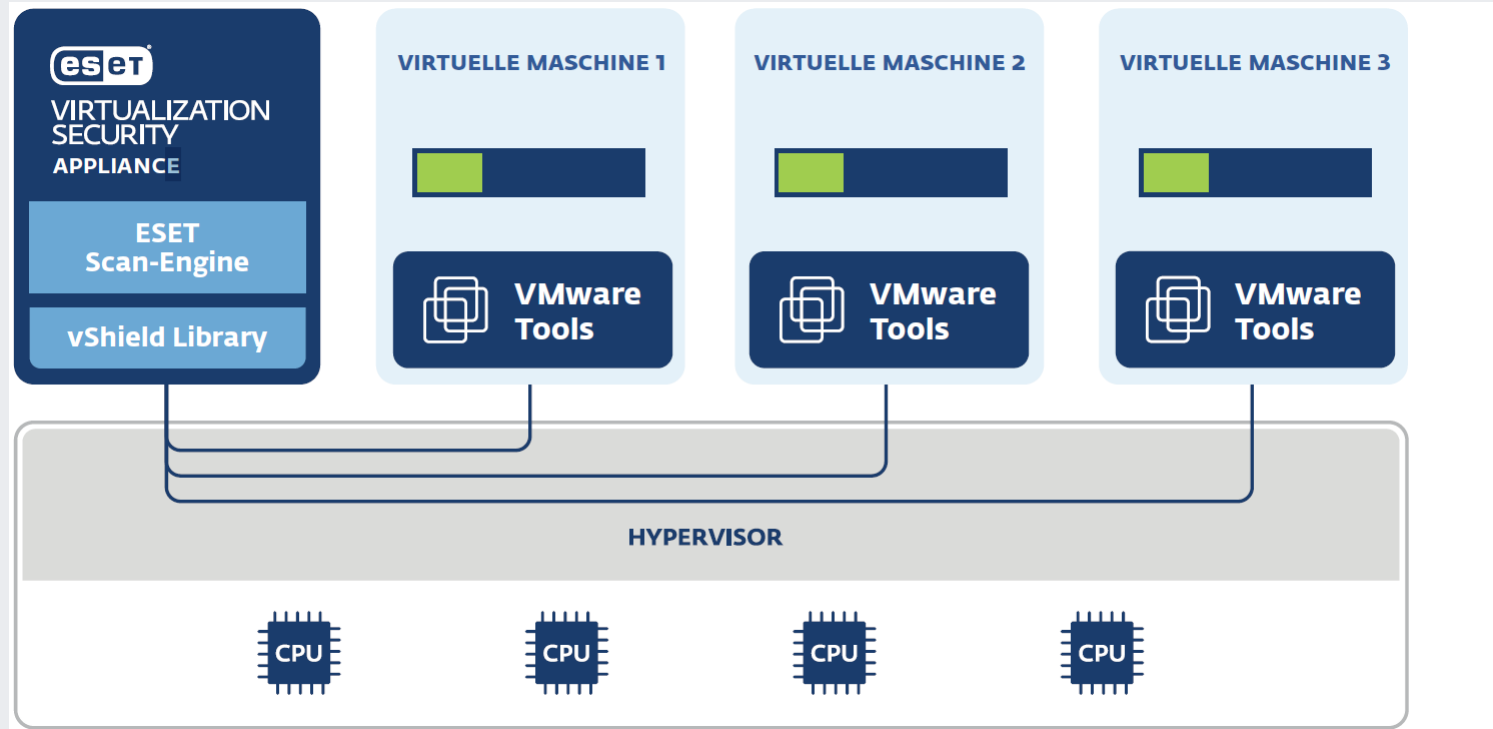 eset
VIRTUALIZATION
SECURITY
APPLIANCE
ESET
Scan-Engine
vShield Library
VIRTUELLE MASCHINE 1
VMware
Tools
VIRTUELLE MASCHINE 2
VMware
Tools
VIRTUELLE MASCHINE 3
VMware
Tools
HYPERVISOR
CPU
CPU
CPU
CPU